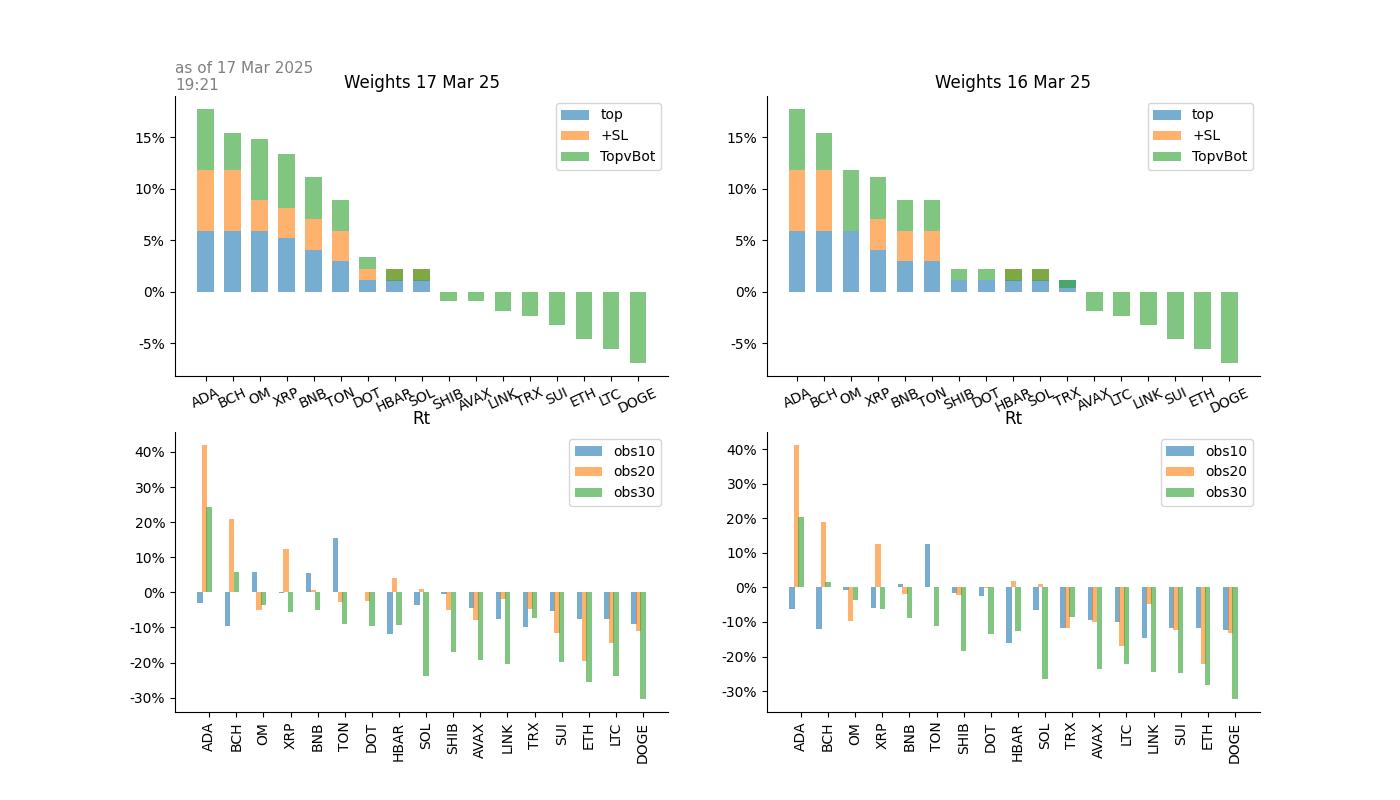 as of 17 Mar 2025
19:21
Weights 17 Mar 25
15%
10%
5%
0%
-5%
top
+SL
TopvBot
ADA BCH OM XRP BNB TON DOT HBAR SOL SHIB AVAX LINK TRX SUI ETH LTC DOGE
Weights 16 Mar 25
15%
10%
5%
0%
-5%
top
+SL
TopvBot
ADA BCH OM XRP BNB TON SHIB DOT HBAR SOL TRX AVAX LTC LINK SUI ETH DOGE
Rt
40%
30%
20%
10%
0%
-10%
-20%
-30%
obs10
obs20
obs30
ADA BCH OM XRP BNB TON DOT HBAR SOL SHIB AVAX LINK TRX SUI ETH LTC DOGE
Rt
40%
30%
20%
10%
0%
-10%
-20%
-30%
obs10
obs20
obs30
ADA BCH OM XRP BNB TON SHIB DOT HBAR SOL TRX AVAX LTC LINK SUI ETH DOGE